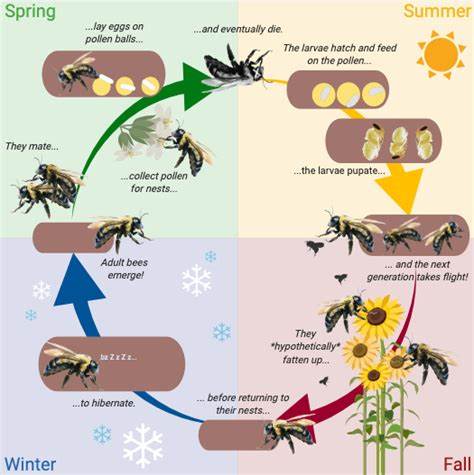 Spring
Summer
...lay eggs on
pollen balls...
...and eventually die.
The larvae hatch and feed
on the pollen...
They mate...
...collect pollen
for nests...
...the larvae pupate...
Adult bees
emerge!
... and the next
generation takes flight!
They
*hypothetically*
fatten up...
bz Z z Z...
... before returning to
their nests...
...to hibernate.
Winter
Fall